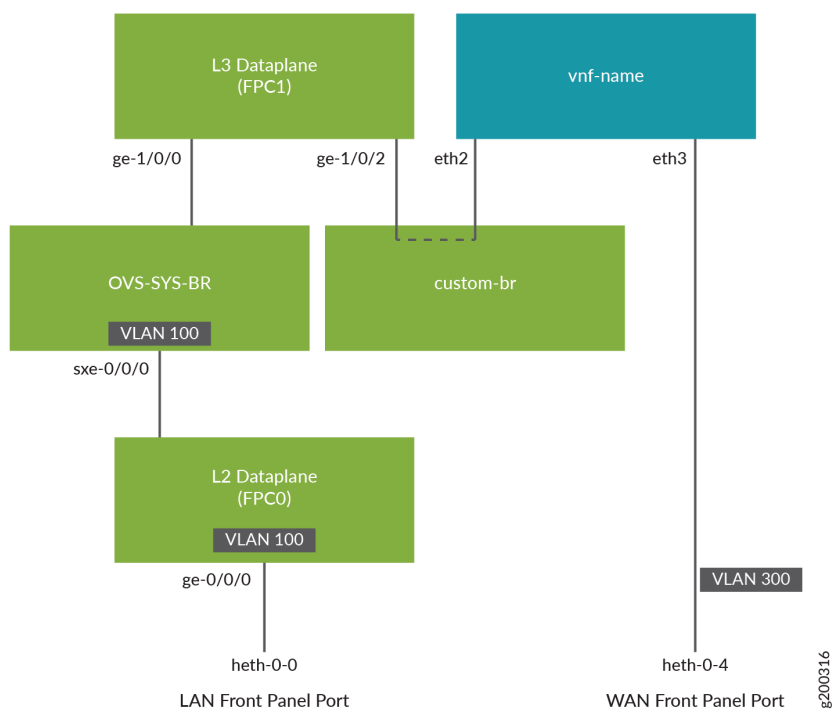 L3 Dataplane
(FPC1)
vnf-name
ge-1/0/0
ge-1/0/2
eth2
eth3
OVS-SYS-BR
custom-br
VLAN 100
sxe-0/0/0
L2 Dataplane
(FPC0)
VLAN 100
ge-0/0/0
VLAN 300
heth-0-0
heth-0-4
LAN Front Panel Port
WAN Front Panel Port
g200316